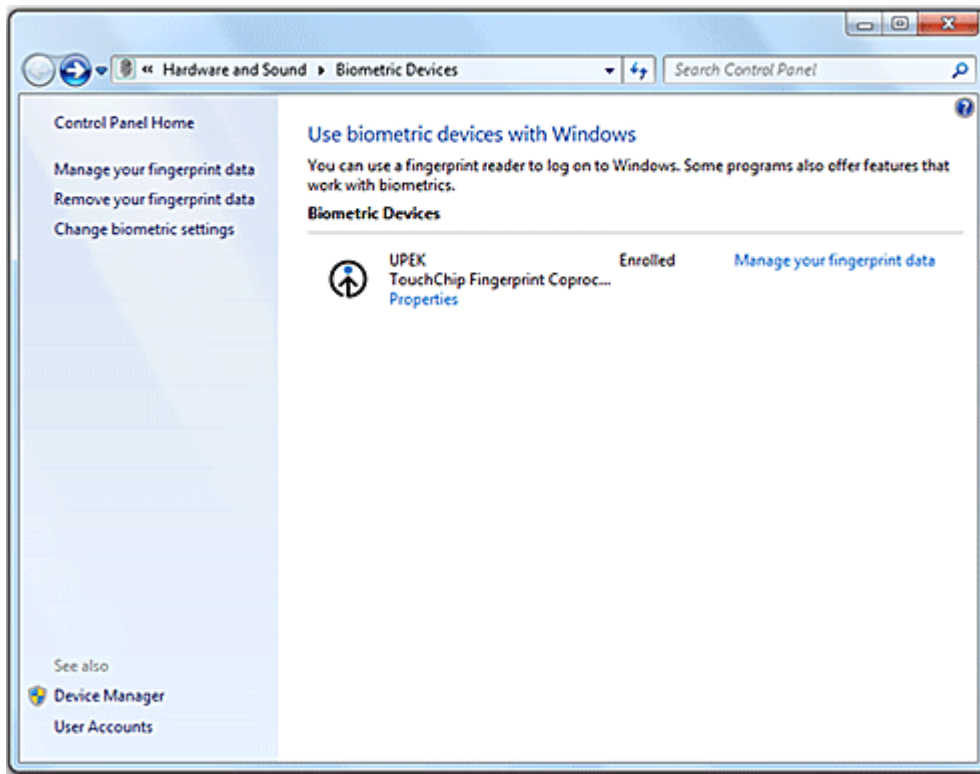 « Hardware and Sound ▸ Biometric Devices
Search Control Panel
Control Panel Home
Manage your fingerprint data
Remove your fingerprint data
Change biometric settings
Use biometric devices with Windows
You can use a fingerprint reader to log on to Windows. Some programs also offer features that
work with biometrics.
Biometric Devices
UPEK Enrolled Manage your fingerprint data
TouchChip Fingerprint Coproc...
Properties
See also
Device Manager
User Accounts